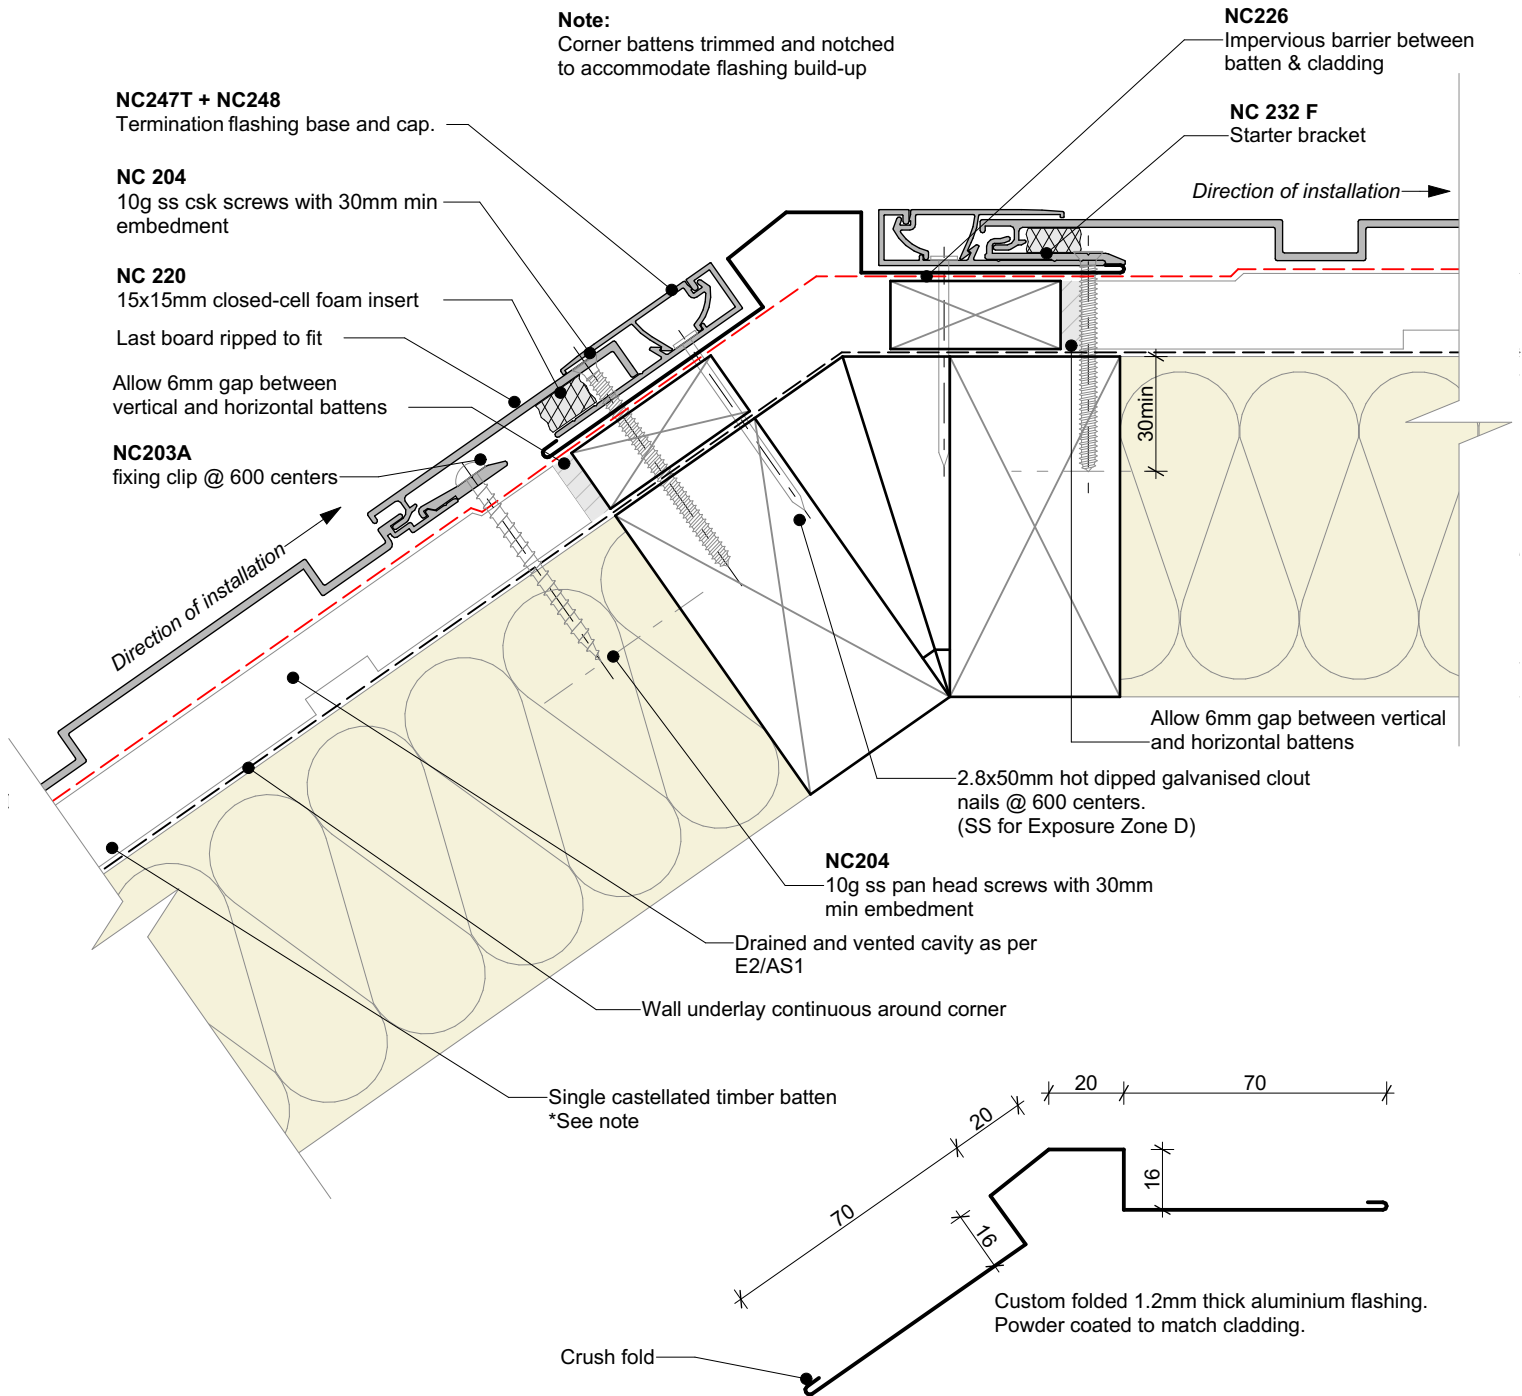 Note:
Corner battens trimmed and notched
to accommodate flashing build-up
NC226
Impervious barrier between
batten & cladding
NC247T + NC248
Termination flashing base and cap.
NC 232 F
Starter bracket
NC 204
10g ss csk screws with 30mm min
embedment
Direction of installation
NC 220
15x15mm closed-cell foam insert
Last board ripped to fit
Allow 6mm gap between
vertical and horizontal battens
NC203A
fixing clip @ 600 centers
30min
Direction of installation
Allow 6mm gap between vertical
and horizontal battens
2.8x50mm hot dipped galvanised clout
nails @ 600 centers.
(SS for Exposure Zone D)
NC204
10g ss pan head screws with 30mm
min embedment
Drained and vented cavity as per
E2/AS1
Wall underlay continuous around corner
Single castellated timber batten
*See note
20
70
20
16
70
16
Custom folded 1.2mm thick aluminium flashing.
Powder coated to match cladding.
Crush fold